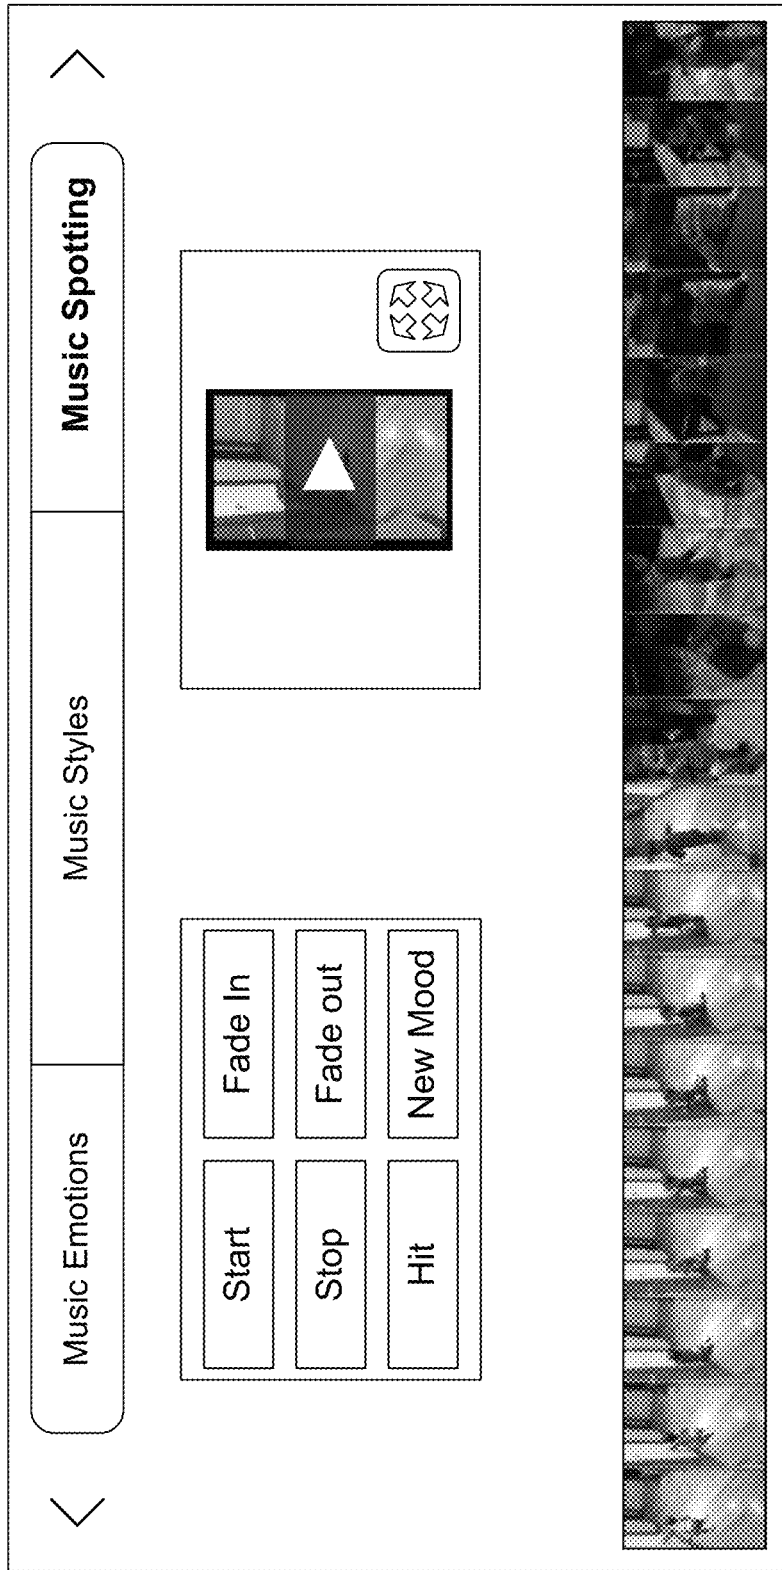 Music Emotions
Music Styles
Music Spotting
Start
Fade In
Stop
Fade out
Hit
New Mood